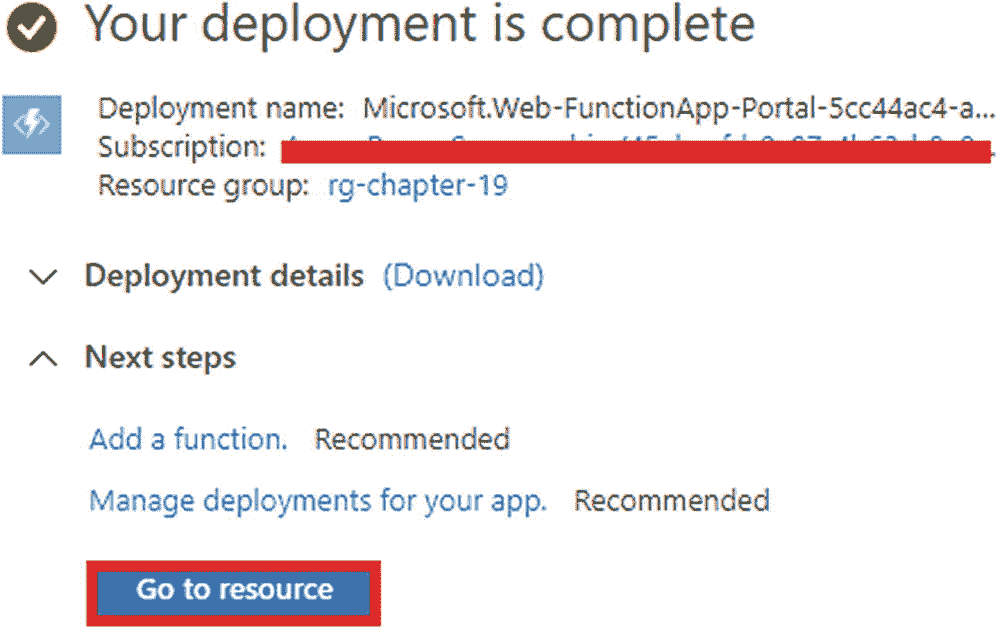 Your deployment is complete
Deployment name: Microsoft.Web-FunctionApp-Portal-5cc44ac4-a...
Subscription:
Resource group: rg-chapter-19
Deployment details (Download)
Next steps
Add a function. Recommended
Manage deployments for your app. Recommended
Go to resource